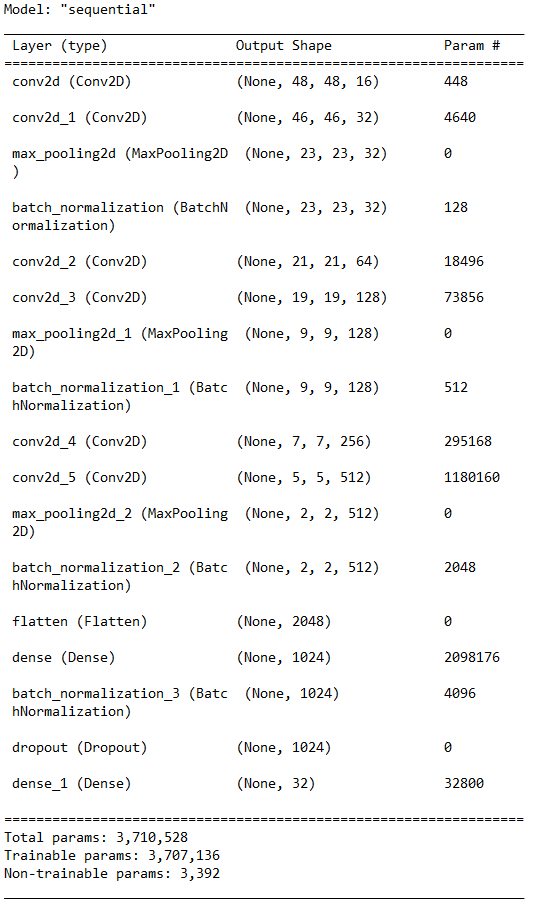 Model: "sequential"
Layer (type) Output Shape Param #
=================================================================
conv2d (Conv2D) (None, 48, 48, 16) 448
conv2d_1 (Conv2D) (None, 46, 46, 32) 4640
max_pooling2d (MaxPooling2D (None, 23, 23, 32) 0
)
batch_normalization (BatchN (None, 23, 23, 32) 128
ormalization)
conv2d_2 (Conv2D) (None, 21, 21, 64) 18496
conv2d_3 (Conv2D) (None, 19, 19, 128) 73856
max_pooling2d_1 (MaxPooling (None, 9, 9, 128) 0
2D)
batch_normalization_1 (Batc (None, 9, 9, 128) 512
hNormalization)
conv2d_4 (Conv2D) (None, 7, 7, 256) 295168
conv2d_5 (Conv2D) (None, 5, 5, 512) 1180160
max_pooling2d_2 (MaxPooling (None, 2, 2, 512) 0
2D)
batch_normalization_2 (Batc (None, 2, 2, 512) 2048
hNormalization)
flatten (Flatten) (None, 2048) 0
dense (Dense) (None, 1024) 2098176
batch_normalization_3 (Batc (None, 1024) 4096
hNormalization)
dropout (Dropout) (None, 1024) 0
dense_1 (Dense) (None, 32) 32800
=================================================================
Total params: 3,710,528
Trainable params: 3,707,136
Non-trainable params: 3,392